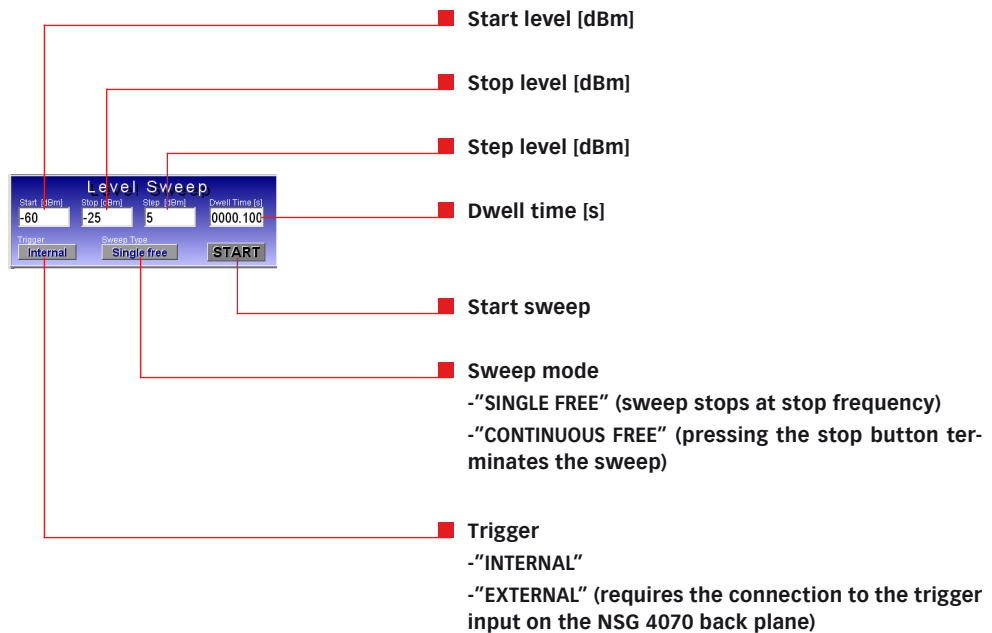 Start level [dBm]
Stop level [dBm]
Step level [dBm]
Level Sweep
Start [dBm] Stop [dBm] Step [dBm] Dwell Time [s]
-60 -25 5 0000.100
Trigger Sweep Type
Internal Single free START
Dwell time [s]
Start sweep
Sweep mode
-”SINGLE FREE” (sweep stops at stop frequency)
-”CONTINUOUS FREE” (pressing the stop button ter-
minates the sweep)
Trigger
-”INTERNAL”
-”EXTERNAL” (requires the connection to the trigger
input on the NSG 4070 back plane)